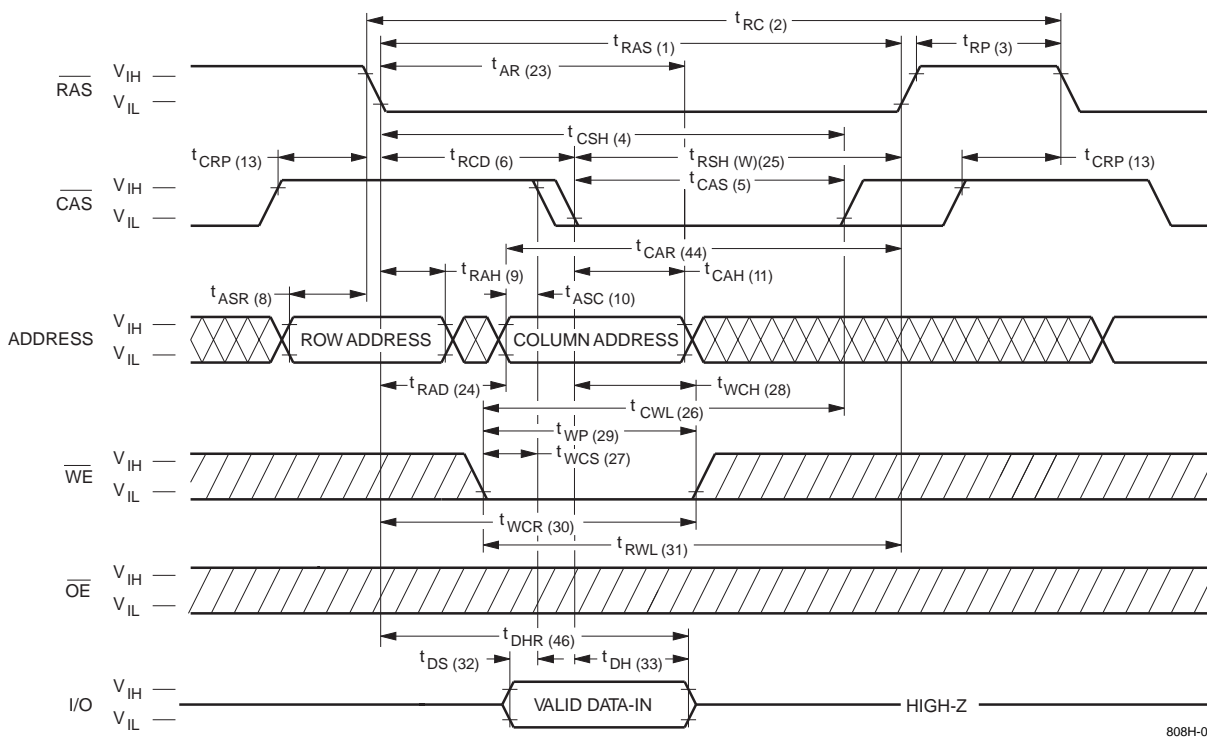 t RC (2)
t RAS (1)
t RP (3)
t AR (23)
RAS
V IH
V IL
t CSH (4)
t CRP (13)
t RCD (6)
t RSH (W)(25)
t CRP (13)
t CAS (5)
CAS
V IH
V IL
t CAR (44)
t RAH (9)
t CAH (11)
t ASR (8)
t ASC (10)
ADDRESS
V IH
V IL
ROW ADDRESS
COLUMN ADDRESS
t RAD (24)
t WCH (28)
t CWL (26)
t WP (29)
t WCS (27)
WE
V IH
V IL
t WCR (30)
t RWL (31)
OE
V IH
V IL
t DHR (46)
t DS (32)
t DH (33)
I/O
V IH
V IL
VALID DATA-IN
HIGH-Z